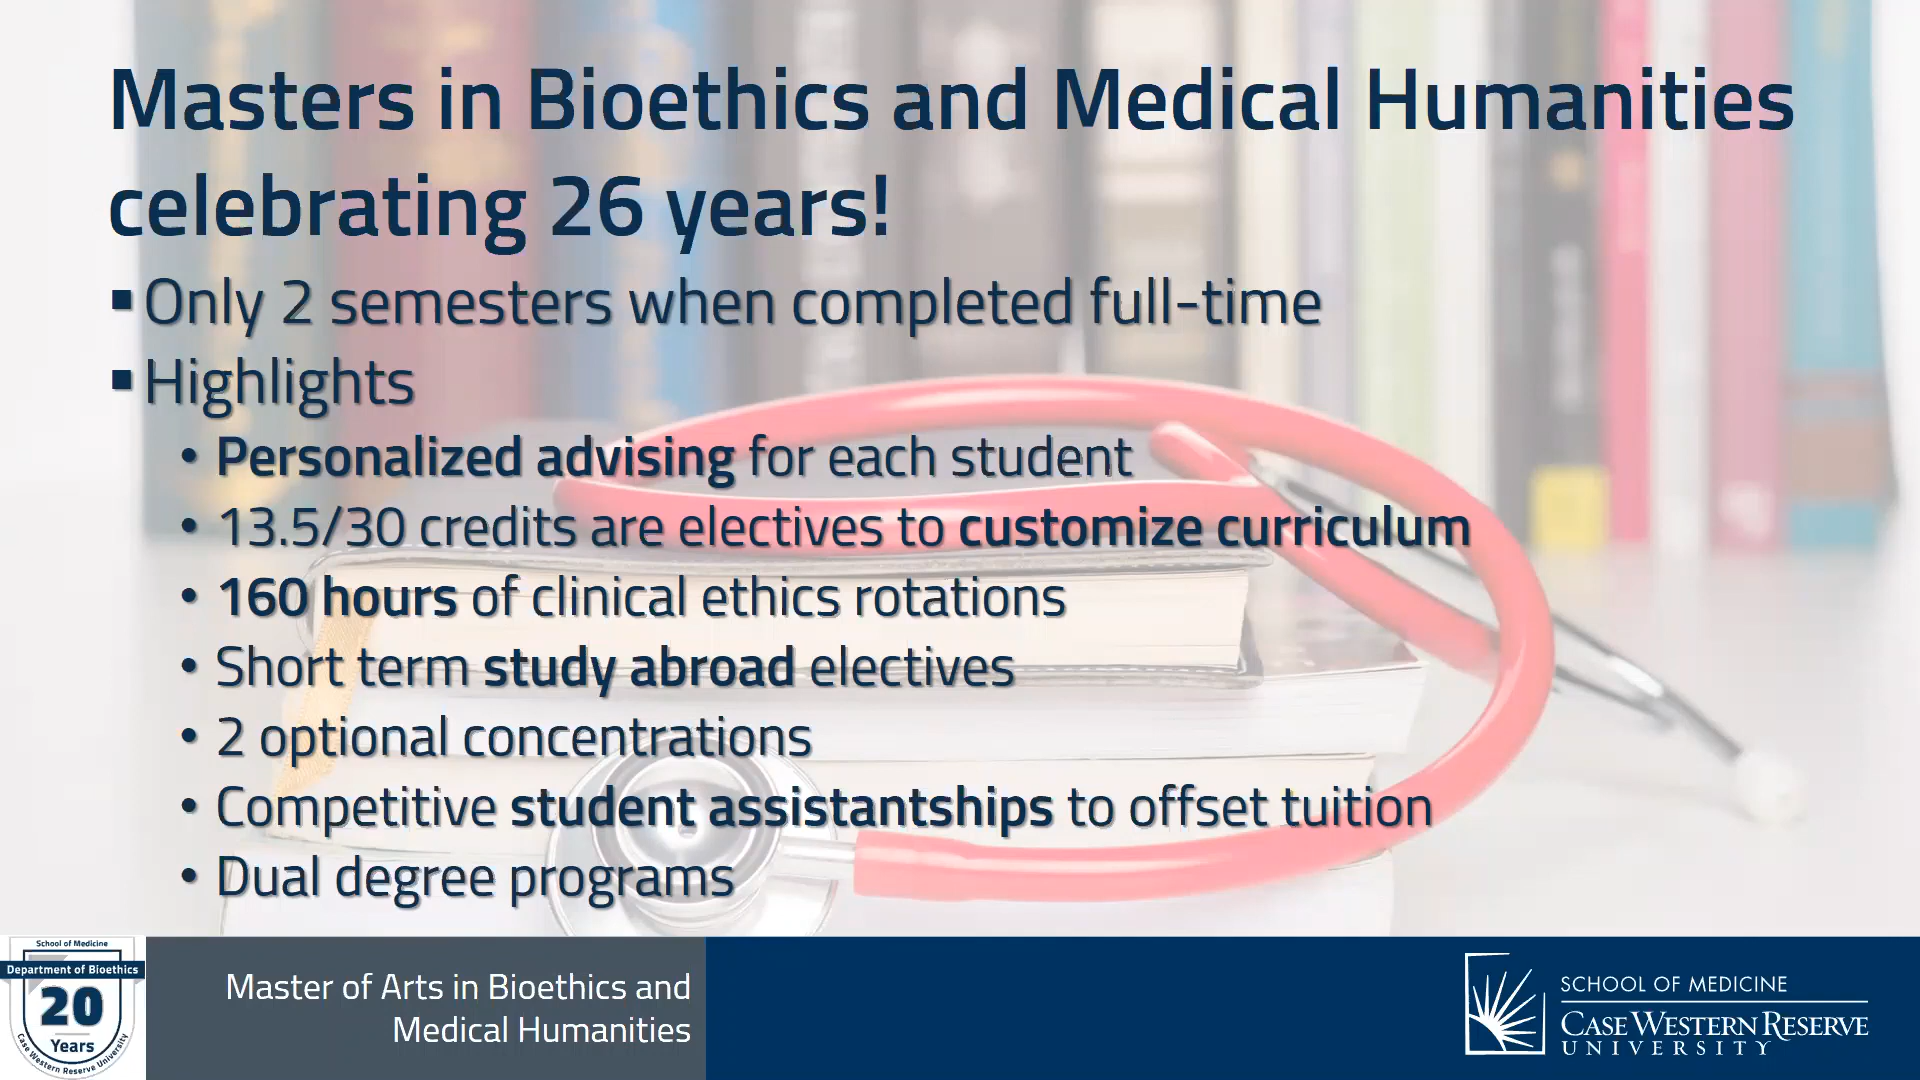 Masters in Bioethics and Medical Humanities
celebrating 26 years!
▪ Only 2 semesters when completed full-time
▪ Highlights
• Personalized advising for each student
• 13.5/30 credits are electives to customize curriculum
• 160 hours of clinical ethics rotations
• Short term study abroad electives
• 2 optional concentrations
• Competitive student assistantships to offset tuition
• Dual degree programs
School of Medicine
Department of Bioethics
20
Years
Case Western Reserve University
Master of Arts in Bioethics and
Medical Humanities
SCHOOL OF MEDICINE
CASE WESTERN RESERVE
UNIVERSITY